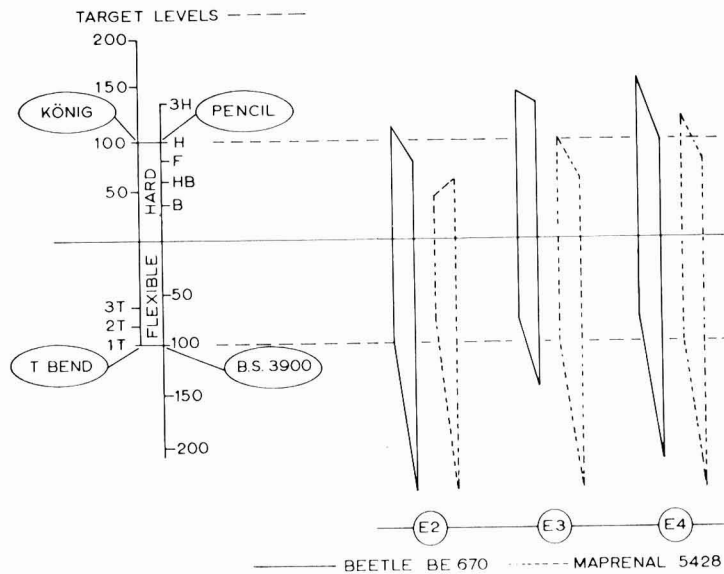 TARGET LEVELS
200
150
KÖNIG
3H
PENCIL
100
H
F
50
HB
B
HARD
FLEXIBLE
50
3T
2T
1T
100
T BEND
B.S. 3900
150
200
E2
E3
E4
BEETLE BE 670
MAPRENAL 5428